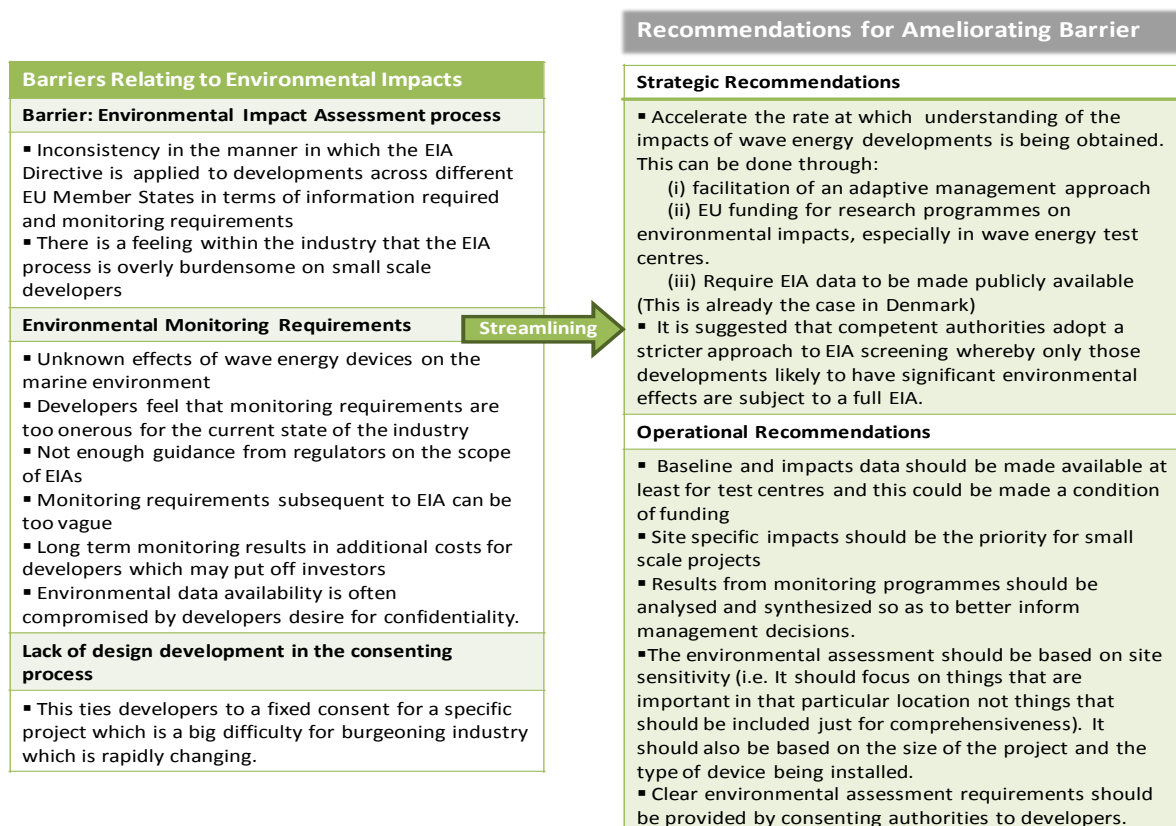 Barriers Relating to Environmental Impacts
Barrier: Environmental Impact Assessment process
▪ Inconsistency in the manner in which the EIA
Directive is applied to developments across different
EU Member States in terms of information required
and monitoring requirements
▪ There is a feeling within the industry that the EIA
process is overly burdensome on small scale
developers
Environmental Monitoring Requirements
▪ Unknown effects of wave energy devices on the
marine environment
▪ Developers feel that monitoring requirements are
too onerous for the current state of the industry
▪ Not enough guidance from regulators on the scope
of EIAs
▪ Monitoring requirements subsequent to EIA can be
too vague
▪ Long term monitoring results in additional costs for
developers which may put off investors
▪ Environmental data availability is often
compromised by developers desire for confidentiality.
Lack of design development in the consenting
process
▪ This ties developers to a fixed consent for a specific
project which is a big difficulty for burgeoning industry
which is rapidly changing.
Streamlining
Recommendations for Ameliorating Barrier
Strategic Recommendations
▪ Accelerate the rate at which understanding of the
impacts of wave energy developments is being obtained.
This can be done through:
(i) facilitation of an adaptive management approach
(ii) EU funding for research programmes on
environmental impacts, especially in wave energy test
centres.
(iii) Require EIA data to be made publicly available
(This is already the case in Denmark)
▪ It is suggested that competent authorities adopt a
stricter approach to EIA screening whereby only those
developments likely to have significant environmental
effects are subject to a full EIA.
Operational Recommendations
▪ Baseline and impacts data should be made available at
least for test centres and this could be made a condition
of funding
▪ Site specific impacts should be the priority for small
scale projects
▪ Results from monitoring programmes should be
analysed and synthesized so as to better inform
management decisions.
▪The environmental assessment should be based on site
sensitivity (i.e. It should focus on things that are
important in that particular location not things that
should be included just for comprehensiveness). It
should also be based on the size of the project and the
type of device being installed.
▪ Clear environmental assessment requirements should
be provided by consenting authorities to developers.